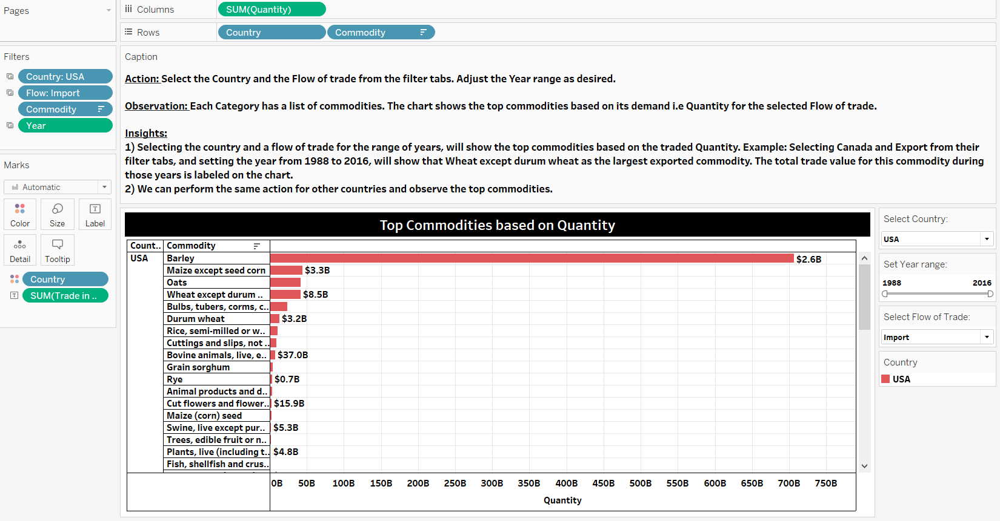 Pages
Columns
SUM(Quantity)
Rows
Country
Commodity
Filters
Country: USA
Flow: Import
Commodity
Year
Marks
Automatic
Color
Size
Label
Detail
Tooltip
Country
SUM(Trade in ..
Caption
Action: Select the Country and the Flow of trade from the filter tabs. Adjust the Year range as desired.
Observation: Each Category has a list of commodities. The chart shows the top commodities based on its demand i.e Quantity for the selected Flow of trade.
Insights:
1) Selecting the country and a flow of trade for the range of years, will show the top commodities based on the traded Quantity. Example: Selecting Canada and Export from their
filter tabs, and setting the year from 1988 to 2016, will show that Wheat except durum wheat as the largest exported commodity. The total trade value for this commodity during
those years is labeled on the chart.
2) We can perform the same action for other countries and observe the top commodities.
Top Commodities based on Quantity
Count.. Commodity
USA Barley $2.6B
Maize except seed corn $3.3B
Oats
Wheat except durum .. $8.5B
Bulbs, tubers, corms, c..
Durum wheat $3.2B
Rice, semi-milled or w..
Cuttings and slips, not ..
Bovine animals, live, e.. $37.0B
Grain sorghum
Rye $0.7B
Animal products and d..
Cut flowers and flower.. $15.9B
Maize (corn) seed
Swine, live except pur.. $5.3B
Trees, edible fruit or n..
Plants, live (including t.. $4.8B
Fish, shellfish and crus..
0B 50B 100B 150B 200B 250B 300B 350B 400B 450B 500B 550B 600B 650B 700B 750B
Quantity
Select Country:
USA
Set Year range:
1988 2016
Select Flow of Trade:
Import
Country
USA